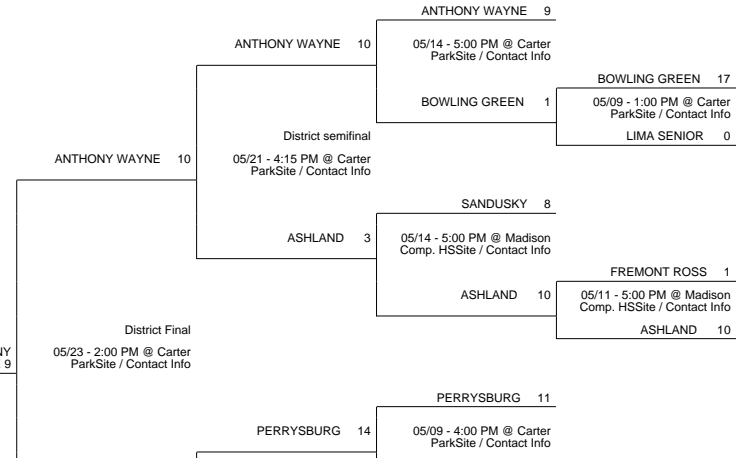 ANTHONY WAYNE 9
ANTHONY WAYNE 10
05/14 - 5:00 PM @ Carter
ParkSite / Contact Info
BOWLING GREEN 17
BOWLING GREEN 1
05/09 - 1:00 PM @ Carter
ParkSite / Contact Info
LIMA SENIOR 0
District semifinal
ANTHONY WAYNE 10
05/21 - 4:15 PM @ Carter
ParkSite / Contact Info
SANDUSKY 8
ASHLAND 3
05/14 - 5:00 PM @ Madison
Comp. HSSite / Contact Info
FREMONT ROSS 1
ASHLAND 10
05/11 - 5:00 PM @ Madison
Comp. HSSite / Contact Info
ASHLAND 10
District Final
NY
9
05/23 - 2:00 PM @ Carter
ParkSite / Contact Info
PERRYSBURG 11
PERRYSBURG 14
05/09 - 4:00 PM @ Carter
ParkSite / Contact Info